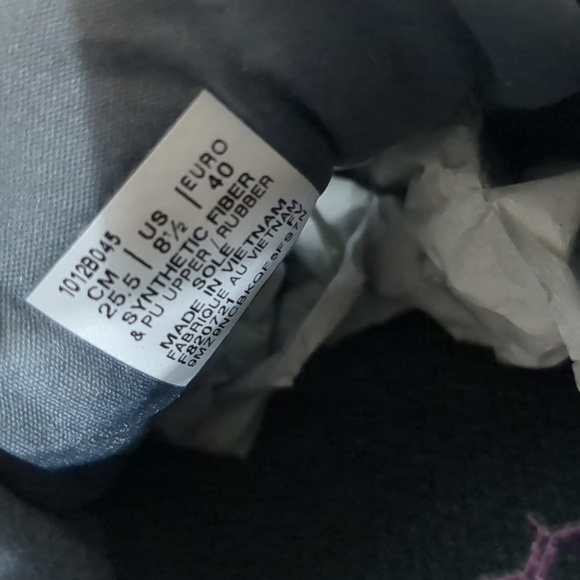 1012B045
CM | US | EURO
25.5 | 8½ | 40
SYNTHETIC FIBER
& PU UPPER / RUBBER
SOLE
MADE IN VIETNAM
FABRIQUE AU VIETNAM
F820721